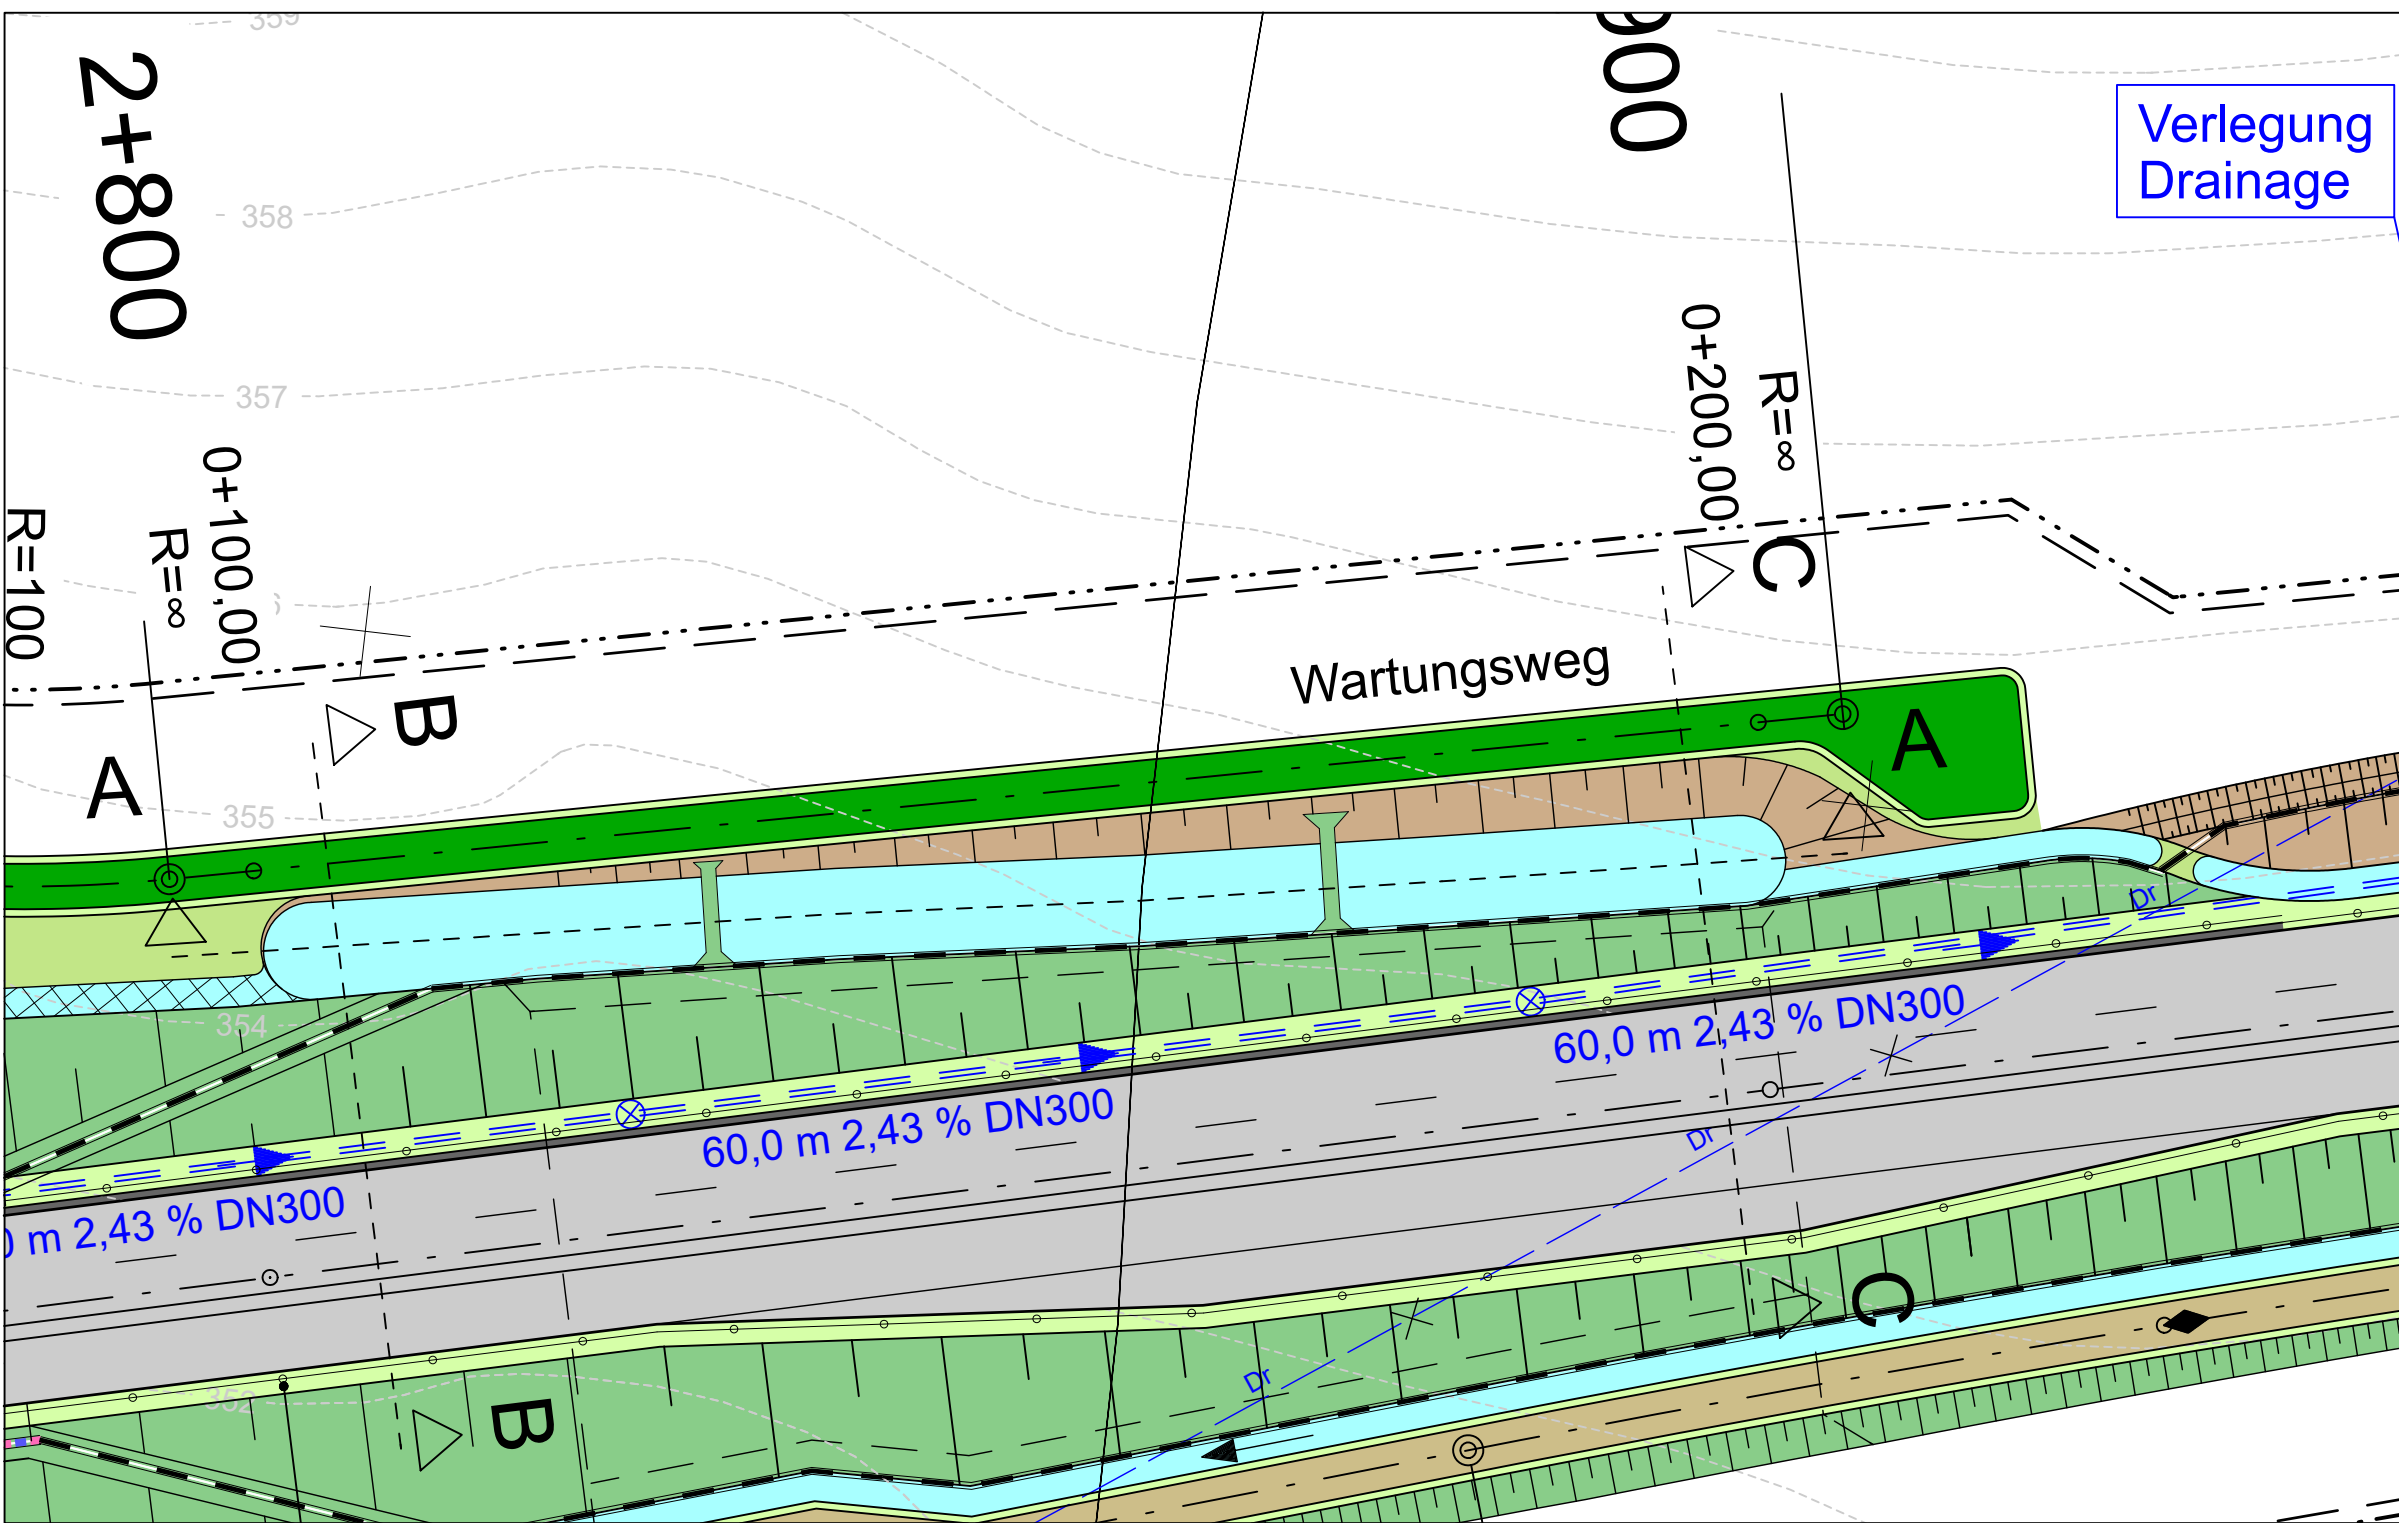 359
2+800
900
Verlegung
Drainage
358
0+200,00
R=∞
357
0+100,00
R=∞
R=100
C
Wartungsweg
B
A
A
355
Dr
354
60,0 m 2,43 % DN300
60,0 m 2,43 % DN300
Dr
m 2,43 % DN300
C
Dr
352
B